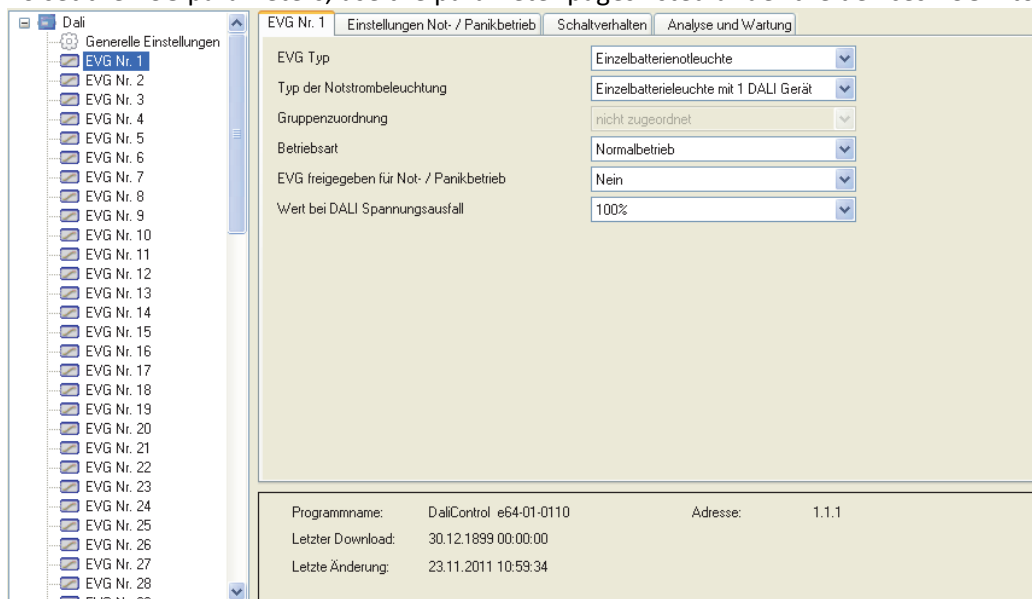 Dali
Generelle Einstellungen
EVG Nr. 1
EVG Nr. 2
EVG Nr. 3
EVG Nr. 4
EVG Nr. 5
EVG Nr. 6
EVG Nr. 7
EVG Nr. 8
EVG Nr. 9
EVG Nr. 10
EVG Nr. 11
EVG Nr. 12
EVG Nr. 13
EVG Nr. 14
EVG Nr. 15
EVG Nr. 16
EVG Nr. 17
EVG Nr. 18
EVG Nr. 19
EVG Nr. 20
EVG Nr. 21
EVG Nr. 22
EVG Nr. 23
EVG Nr. 24
EVG Nr. 25
EVG Nr. 26
EVG Nr. 27
EVG Nr. 28
EVG Nr. 1 Einstellungen Not- / Panikbetrieb Schaltverhalten Analyse und Wartung
EVG Typ Einzelbatterienotleuchte
Typ der Notstrombeleuchtung Einzelbatterieleuchte mit 1 DALI Gerät
Gruppenzuordnung nicht zugeordnet
Betriebsart Normalbetrieb
EVG freigegeben für Not- / Panikbetrieb Nein
Wert bei DALI Spannungsausfall 100%
Programmname: DaliControl e64-01-0110 Adresse: 1.1.1
Letzter Download: 30.12.1899 00:00:00
Letzte Änderung: 23.11.2011 10:59:34